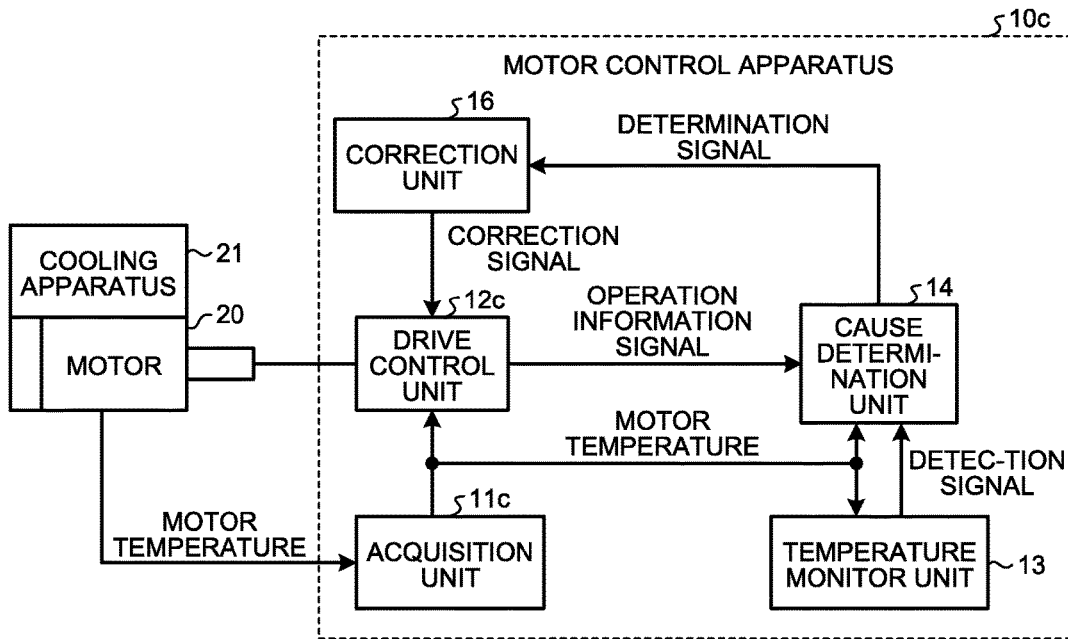 10c
MOTOR CONTROL APPARATUS
16
CORRECTION
UNIT
DETERMINATION
SIGNAL
CORRECTION
SIGNAL
COOLING
APPARATUS
21
20
MOTOR
12c
DRIVE
CONTROL
UNIT
OPERATION
INFORMATION
SIGNAL
14
CAUSE
DETERMI-
NATION
UNIT
MOTOR
TEMPERATURE
DETEC-TION
SIGNAL
MOTOR
TEMPERATURE
11c
ACQUISITION
UNIT
TEMPERATURE
MONITOR UNIT
13